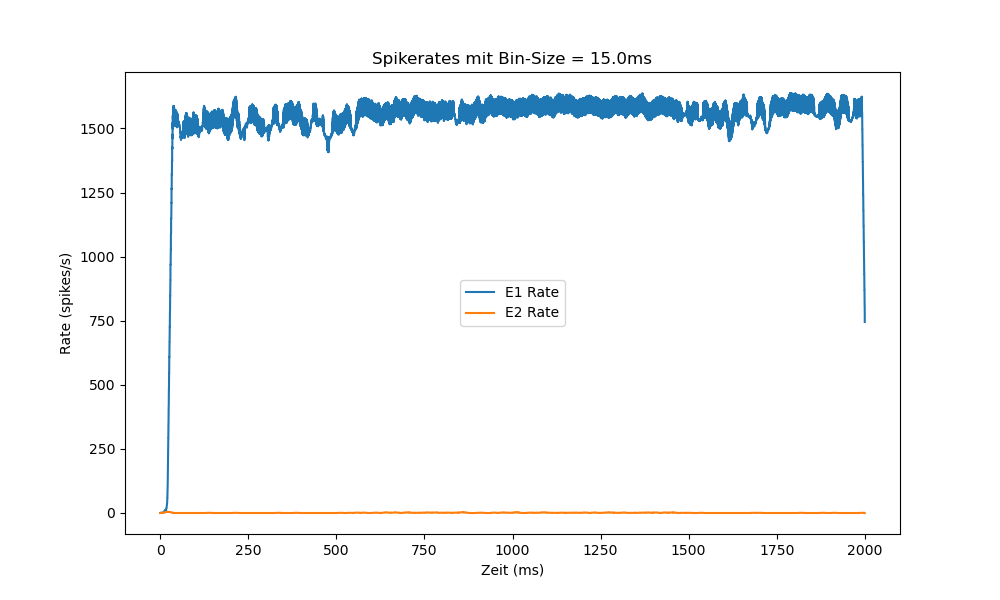 Spikerates mit Bin-Size = 15.0ms
1500
1250
1000
750
500
250
0
Rate (spikes/s)
E1 Rate
E2 Rate
0 250 500 750 1000 1250 1500 1750 2000
Zeit (ms)